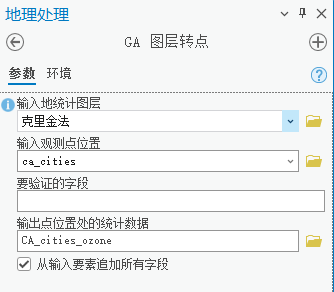 地理处理
GA 图层转点
参数 环境
输入地统计图层
克里金法
输入观测点位置
ca_cities
要验证的字段
输出点位置处的统计数据
CA_cities_ozone
从输入要素追加所有字段